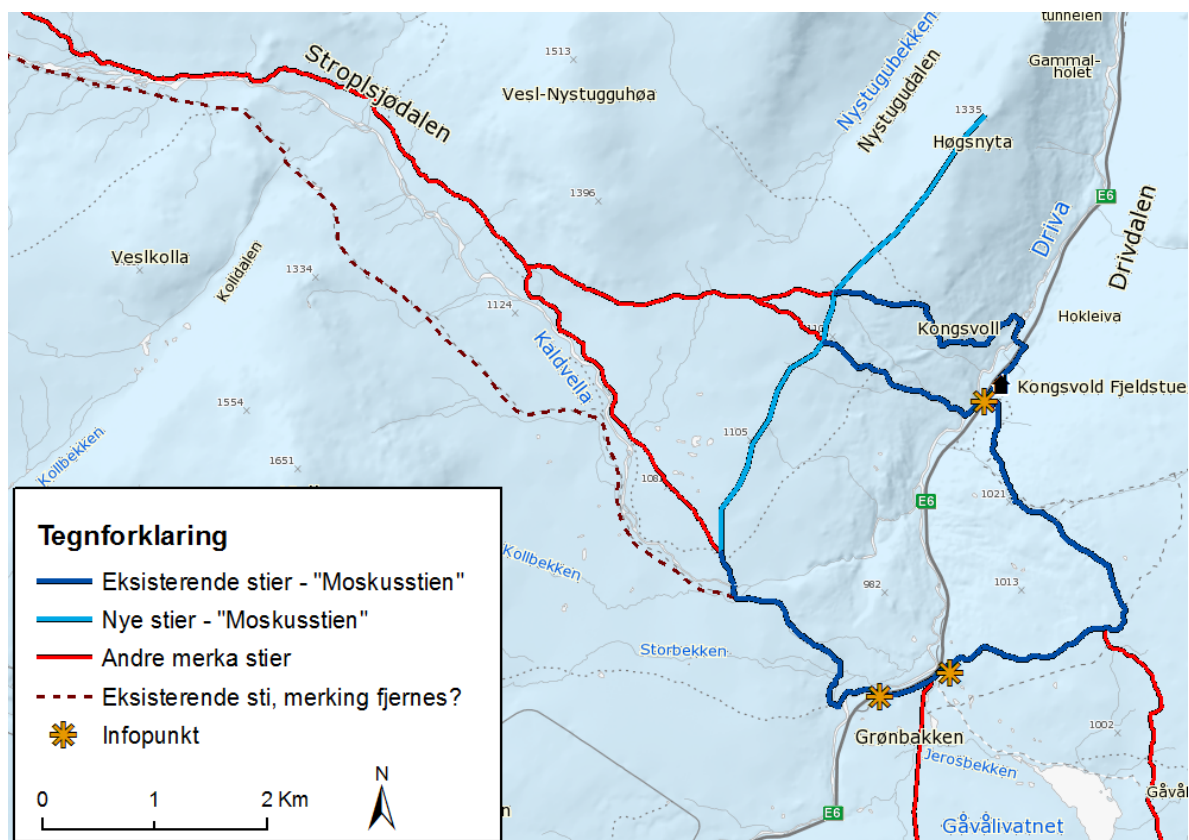 tunnelen
Gammal-
holet
Nystugubekken
Nystugudalen
Stroplsjødalen
1513
Vesl-Nystugguhøa
1335
Høgsnyta
E6
Driva
Drivdalen
1396
Veslkolla
Kolldalen
1334
1124
Kongsvoll
Hokleiva
Kaldvella
Kongsvold Fjeldstue
1554
1105
Kollbekken
1651
1021
E6
Kollbekken
982
1013
Storbekken
Grønbakken
1002
Jerosbekken
Gåvål
E6
Gåvålivatnet
Tegnforklaring
Eksisterende stier - "Moskusstien"
Nye stier - "Moskusstien"
Andre merka stier
Eksisterende sti, merking fjernes?
Infopunkt
N
0 1 2 Km